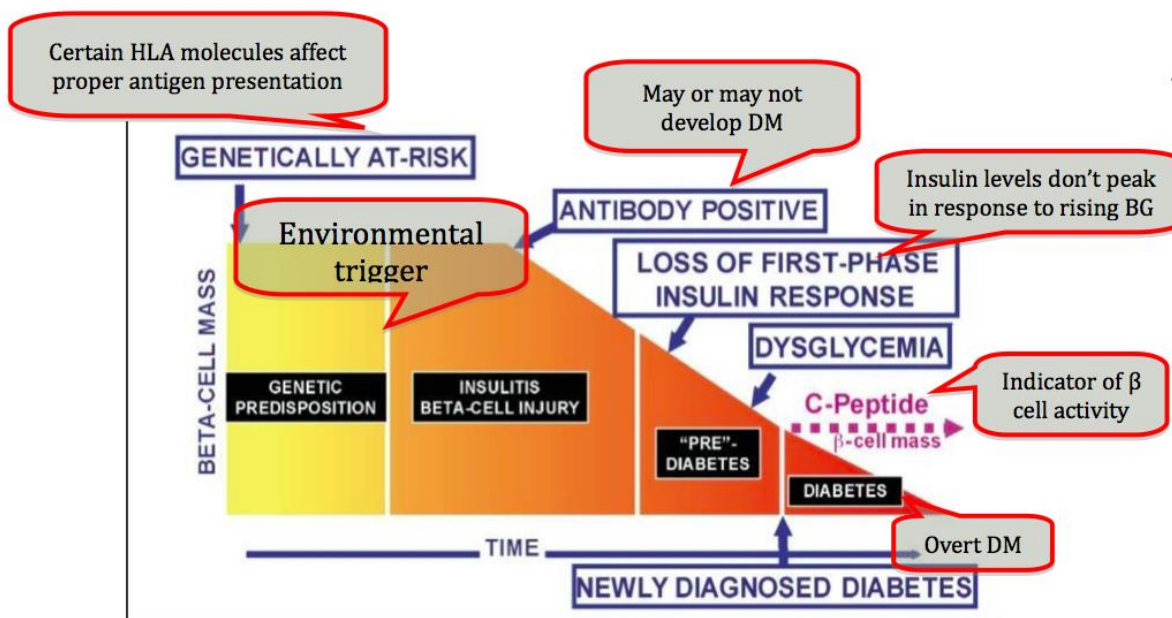 Certain HLA molecules affect
proper antigen presentation
May or may not
develop DM
GENETICALLY AT-RISK
Insulin levels don’t peak
in response to rising BG
ANTIBODY POSITIVE
Environmental
trigger
LOSS OF FIRST-PHASE
INSULIN RESPONSE
DYSGLYCEMIA
BETA-CELL MASS
GENETIC
PREDISPOSITION
INSULITIS
BETA-CELL INJURY
Indicator of β
cell activity
C-Peptide
β-cell mass
"PRE"-
DIABETES
DIABETES
Overt DM
TIME
NEWLY DIAGNOSED DIABETES